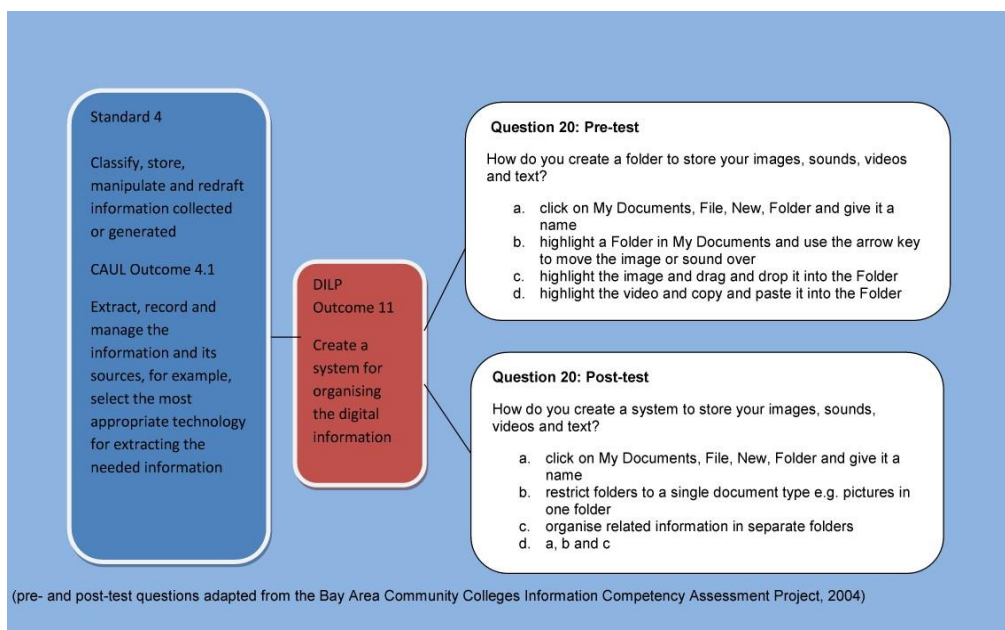 Standard 4
Classify, store,
manipulate and redraft
information collected
or generated
CAUL Outcome 4.1
Extract, record and
manage the
information and its
sources, for example,
select the most
appropriate technology
for extracting the
needed information
DILP
Outcome 11
Create a
system for
organising
the digital
information
Question 20: Pre-test
How do you create a folder to store your images, sounds, videos
and text?
a. click on My Documents, File, New, Folder and give it a
name
b. highlight a Folder in My Documents and use the arrow key
to move the image or sound over
c. highlight the image and drag and drop it into the Folder
d. highlight the video and copy and paste it into the Folder
Question 20: Post-test
How do you create a system to store your images, sounds,
videos and text?
a. click on My Documents, File, New, Folder and give it a
name
b. restrict folders to a single document type e.g. pictures in
one folder
c. organise related information in separate folders
d. a, b and c
(pre- and post-test questions adapted from the Bay Area Community Colleges Information Competency Assessment Project, 2004)